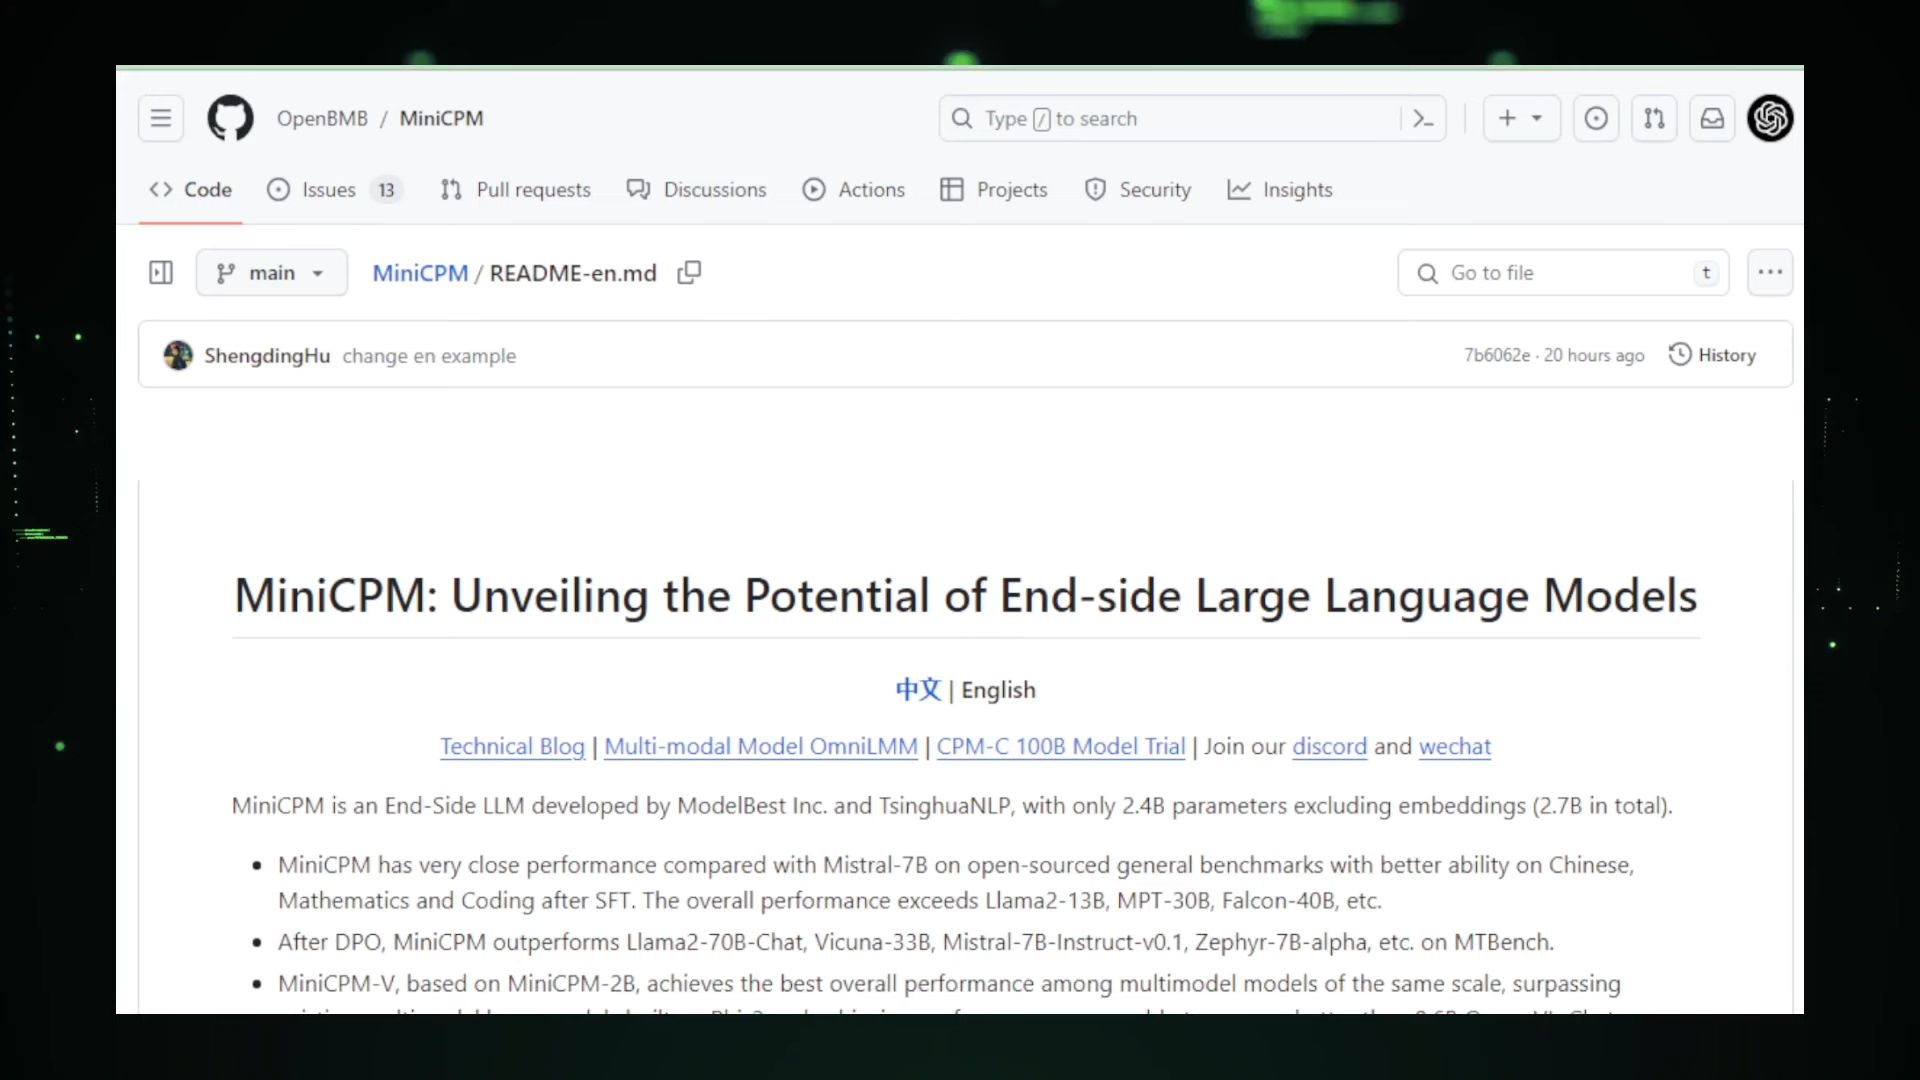 OpenBMB / MiniCPM
Type / to search
Code
Issues 13
Pull requests
Discussions
Actions
Projects
Security
Insights
main
MiniCPM / README-en.md
Go to file
t
ShengdingHu change en example
7b6062e · 20 hours ago
History
MiniCPM: Unveiling the Potential of End-side Large Language Models
中文 | English
Technical Blog | Multi-modal Model OmniLMM | CPM-C 100B Model Trial | Join our discord and wechat
MiniCPM is an End-Side LLM developed by ModelBest Inc. and TsinghuaNLP, with only 2.4B parameters excluding embeddings (2.7B in total).
MiniCPM has very close performance compared with Mistral-7B on open-sourced general benchmarks with better ability on Chinese,
Mathematics and Coding after SFT. The overall performance exceeds Llama2-13B, MPT-30B, Falcon-40B, etc.
After DPO, MiniCPM outperforms Llama2-70B-Chat, Vicuna-33B, Mistral-7B-Instruct-v0.1, Zephyr-7B-alpha, etc. on MTBench.
MiniCPM-V, based on MiniCPM-2B, achieves the best overall performance among multimodel models of the same scale, surpassing